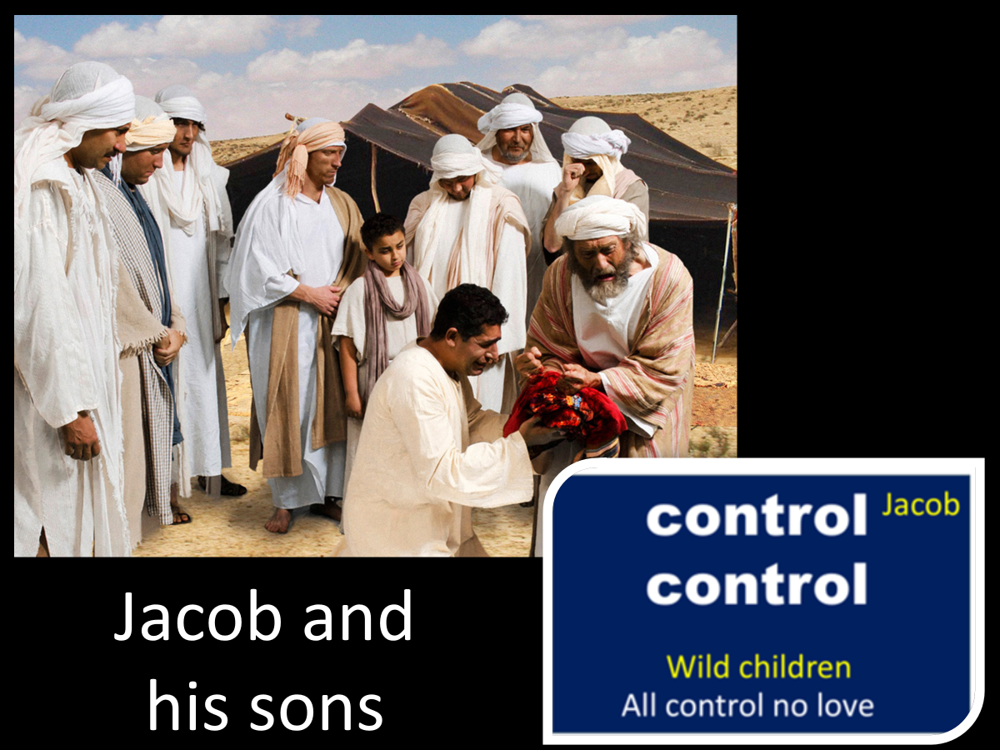 Jacob and
his sons
control Jacob
control
Wild children
All control no love